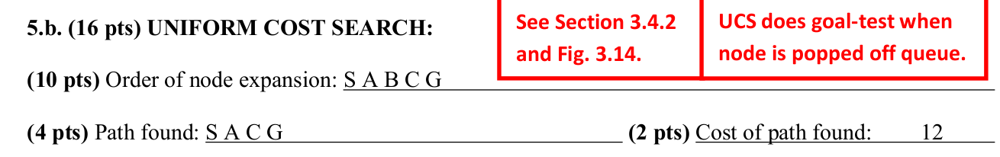 5.b. (16 pts) UNIFORM COST SEARCH:
See Section 3.4.2
and Fig. 3.14.
UCS does goal-test when
node is popped off queue.
(10 pts) Order of node expansion: S A B C G
(4 pts) Path found: S A C G (2 pts) Cost of path found: 12